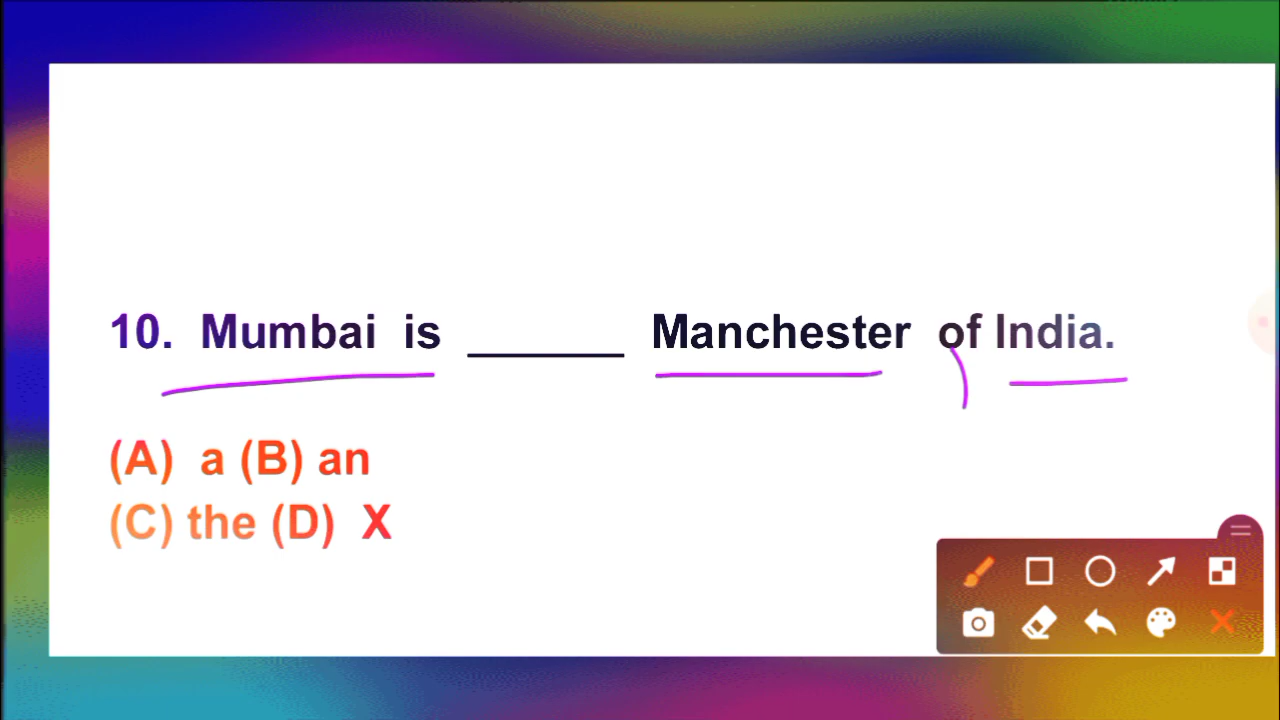 10. Mumbai is ______ Manchester of India.
(A) a (B) an
(C) the (D) X